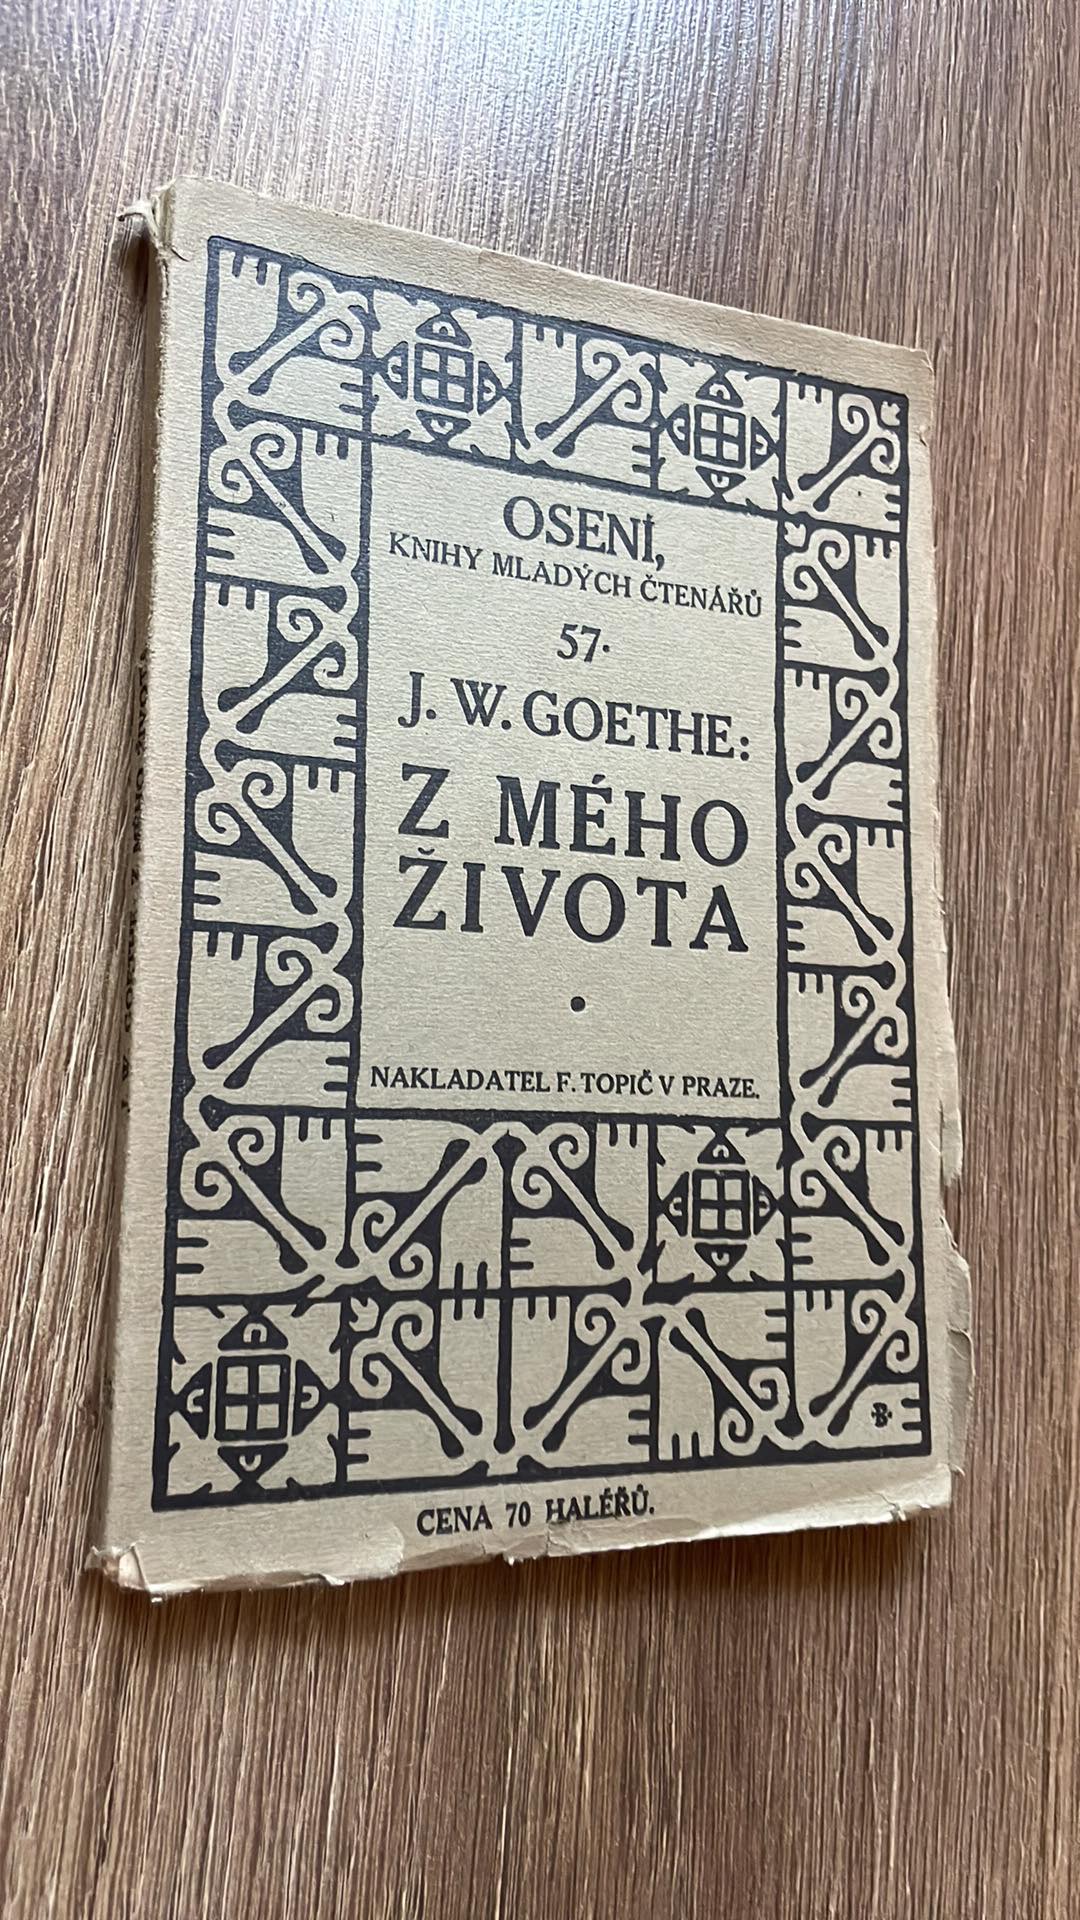 OSENÍ,
KNIHY MLADÝCH ČTENÁŘŮ
57.
J. W. GOETHE:
Z MÉHO
ŽIVOTA
NAKLADATEL F. TOPIČ V PRAZE.
B
CENA 70 HALÉŘŮ.